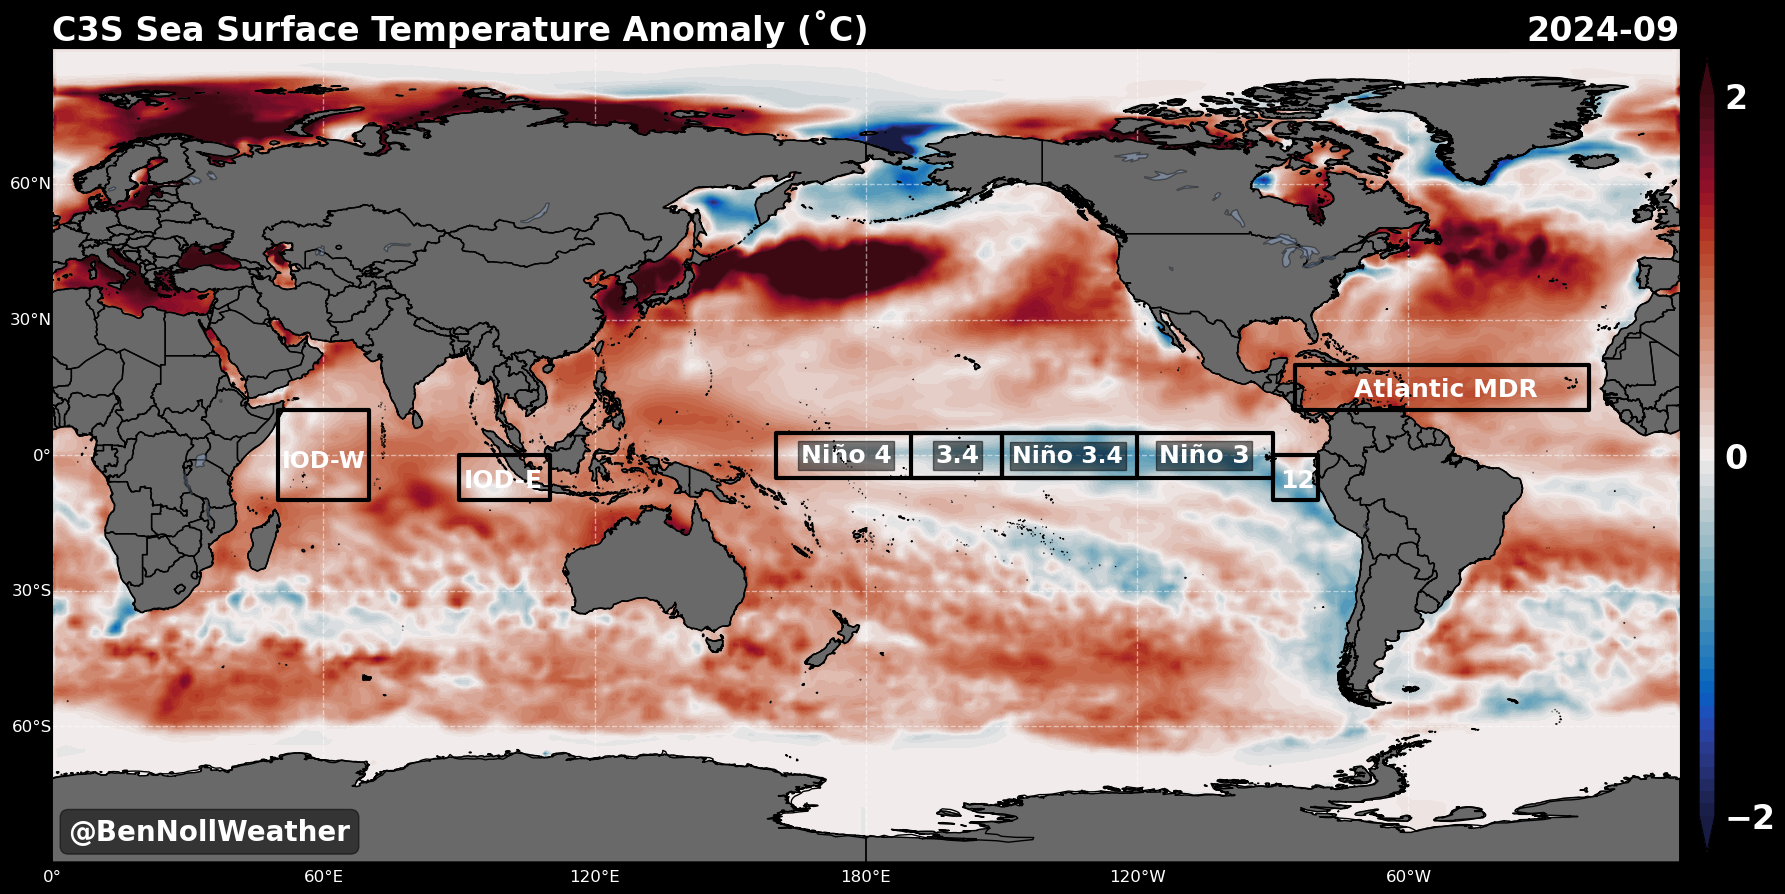 C3S Sea Surface Temperature Anomaly (˚C)
2024-09
2
0
−2
60°N
30°N
0°
30°S
60°S
Atlantic MDR
IOD-W
IOD-E
Niño 4
3.4
Niño 3.4
Niño 3
12
@BenNollWeather
0°
60°E
120°E
180°E
120°W
60°W